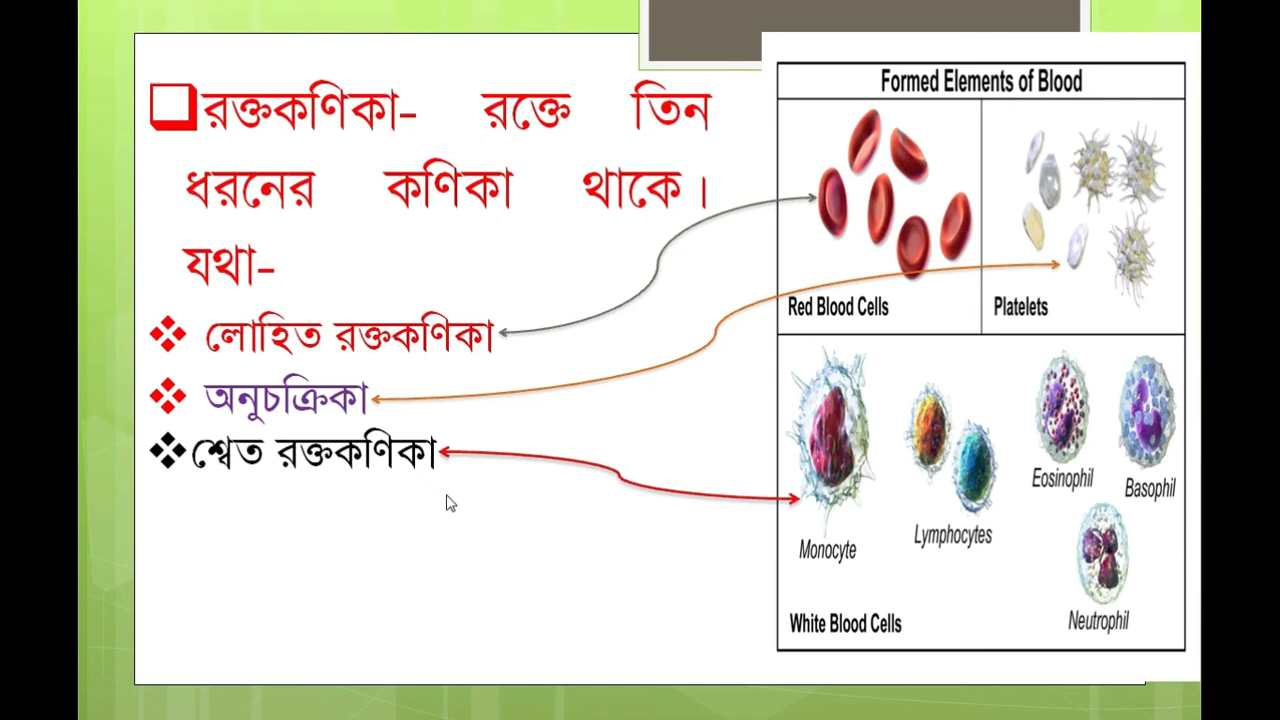 রক্তকণিকা- রক্তে তিন
ধরনের কণিকা থাকে।
যথা-
লোহিত রক্তকণিকা
অনুচক্রিকা
শ্বেত রক্তকণিকা
Formed Elements of Blood
Red Blood Cells
Platelets
Monocyte
Lymphocytes
Eosinophil
Basophil
Neutrophil
White Blood Cells